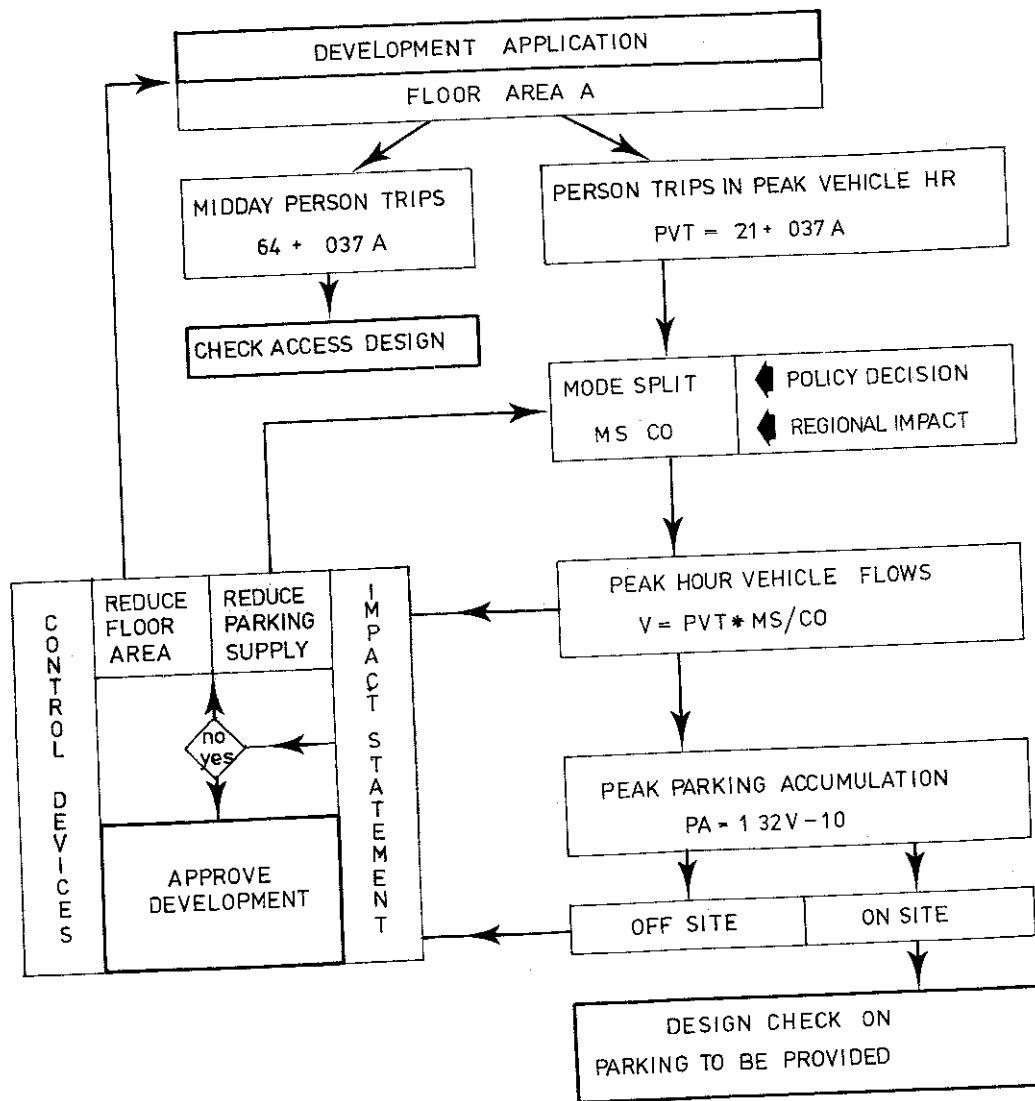 DEVELOPMENT APPLICATION
FLOOR AREA A
MIDDAY PERSON TRIPS
64 + 037 A
CHECK ACCESS DESIGN
PERSON TRIPS IN PEAK VEHICLE HR
PVT = 21 + 037 A
MODE SPLIT
MS CO
POLICY DECISION
REGIONAL IMPACT
PEAK HOUR VEHICLE FLOWS
V = PVT * MS/CO
PEAK PARKING ACCUMULATION
PA = 1 32V - 10
OFF SITE
ON SITE
DESIGN CHECK ON
PARKING TO BE PROVIDED
CONTROL DEVICES
REDUCE
FLOOR
AREA
REDUCE
PARKING
SUPPLY
no
yes
APPROVE
DEVELOPMENT
IMPACT STATEMENT